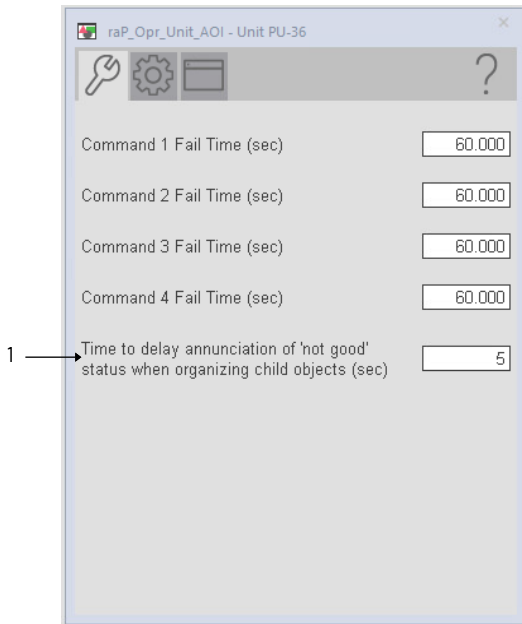 raP_Opr_Unit_AOI - Unit PU-36
?
Command 1 Fail Time (sec) 60.000
Command 2 Fail Time (sec) 60.000
Command 3 Fail Time (sec) 60.000
Command 4 Fail Time (sec) 60.000
1
Time to delay annunciation of 'not good'
status when organizing child objects (sec) 5